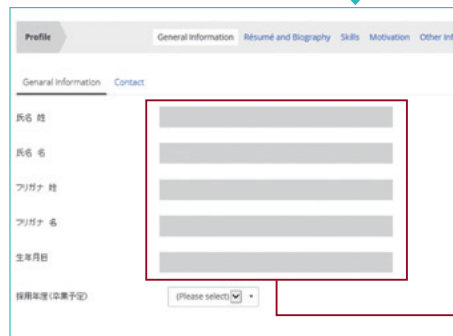 Profile
General Information Résumé and Biography Skills Motivation Other Inf
Genaral Information Contact
氏名 姓
氏名 名
フリガナ 姓
フリガナ 名
生年月日
採用年度(卒業予定) (Please select)